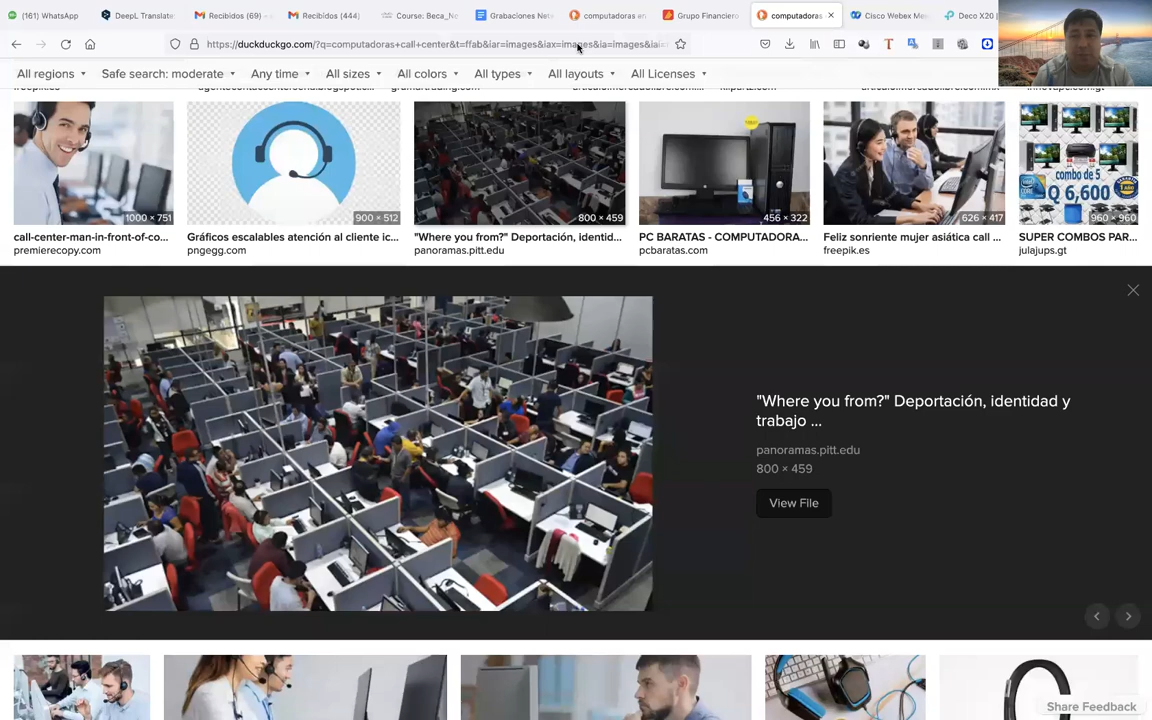 (161) WhatsApp
DeepL Translate
Recibidos (69) –
Recibidos (444)
Course: Beca_No
Grabaciones Net
computadoras en
Grupo Financiero
computadoras
Cisco Webex Me
Deco X20
https://duckduckgo.com/?q=computadoras+call+center&t=ffab&iar=images&iax=images&ia=images&iai
All regions
Safe search: moderate
Any time
All sizes
All colors
All types
All layouts
All Licenses
1000 × 751
900 × 512
800 × 459
456 × 322
626 × 417
combo de 5
Q 6,600
960 × 960
call-center-man-in-front-of-co...
Gráficos escalables atención al cliente ic...
"Where you from?" Deportación, identid...
PC BARATAS - COMPUTADORA...
Feliz sonriente mujer asiática call ...
SUPER COMBOS PAR...
premierecopy.com
pngegg.com
panoramas.pitt.edu
pcbaratas.com
freepik.es
julajups.gt
"Where you from?" Deportación, identidad y
trabajo ...
panoramas.pitt.edu
800 × 459
View File
Share Feedback